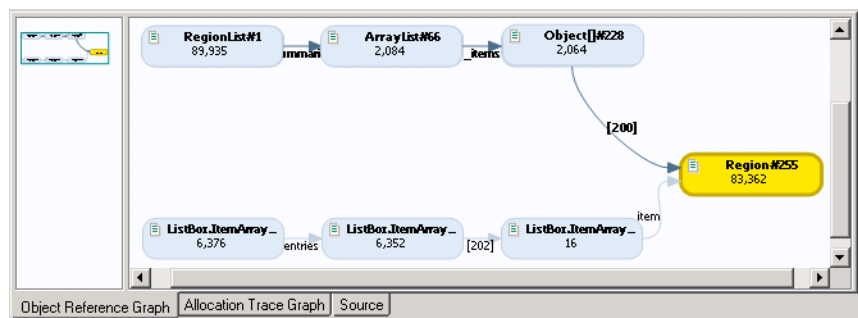 RegionList#1
89,935
ummari
ArrayList#66
2,084
_items
Object[]#228
2,064
[200]
Region#255
83,362
item
ListBox.ItemArray_
6,376
entries
ListBox.ItemArray_
6,352
[202]
ListBox.ItemArray_
16
Object Reference Graph
Allocation Trace Graph
Source